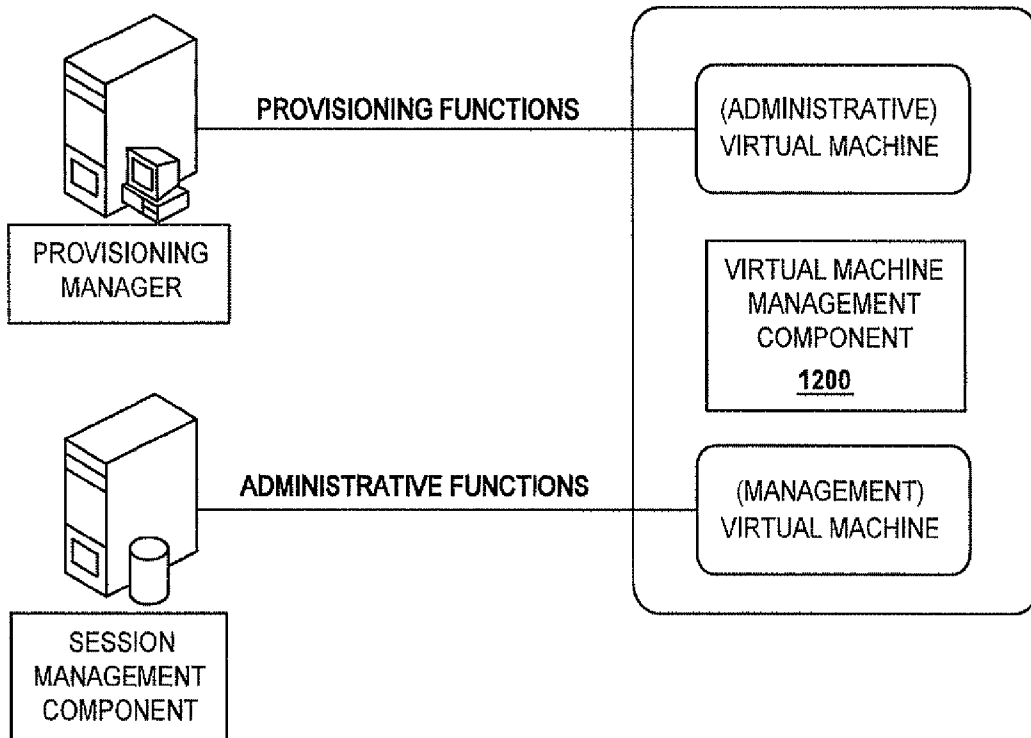 PROVISIONING FUNCTIONS
(ADMINISTRATIVE)
VIRTUAL MACHINE
PROVISIONING
MANAGER
VIRTUAL MACHINE
MANAGEMENT
COMPONENT
1200
ADMINISTRATIVE FUNCTIONS
(MANAGEMENT)
VIRTUAL MACHINE
SESSION
MANAGEMENT
COMPONENT